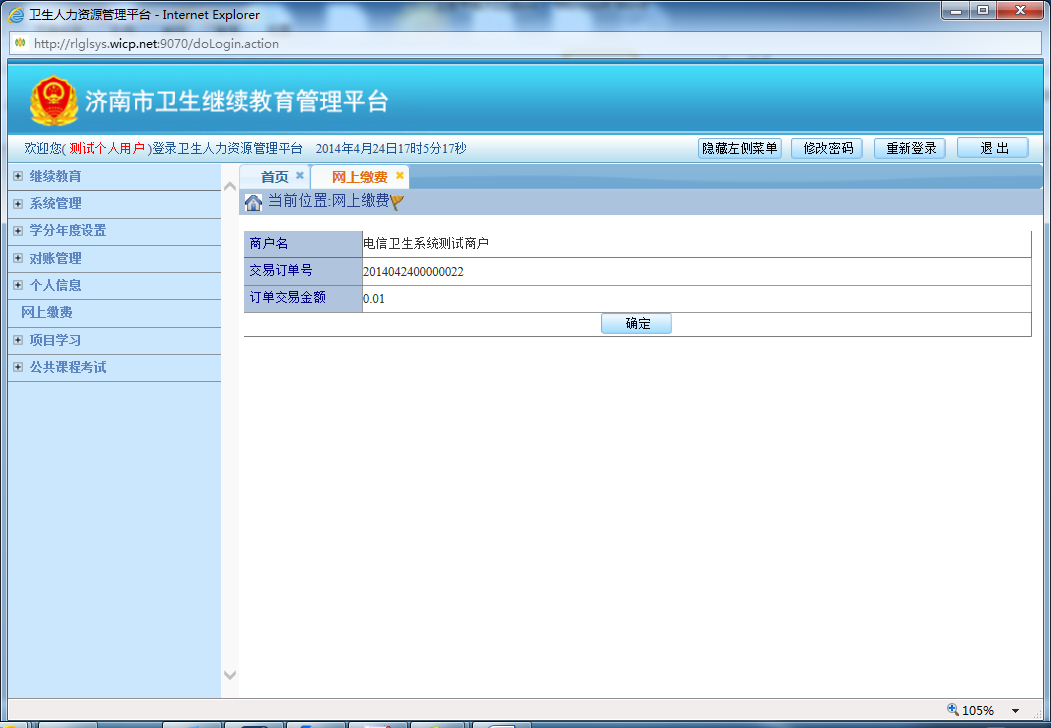 卫生人力资源管理平台 - Internet Explorer
http://rlglsys.wicp.net:9070/doLogin.action
济南市卫生继续教育管理平台
欢迎您( 测试个人用户 )登录卫生人力资源管理平台 2014年4月24日17时5分17秒
隐藏左侧菜单 修改密码 重新登录 退 出
继续教育
系统管理
学分年度设置
对账管理
个人信息
网上缴费
项目学习
公共课程考试
首页 网上缴费
当前位置:网上缴费
商户名 电信卫生系统测试商户
交易订单号 2014042400000022
订单交易金额 0.01
确定
105%